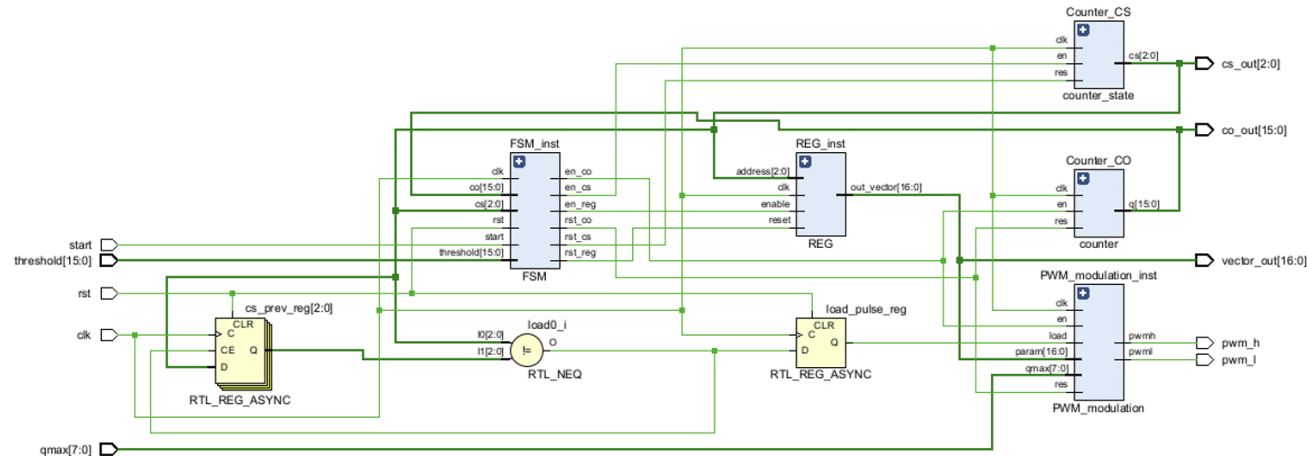 Counter_CS
clk
en
res
cs[2:0]
counter_state
cs_out[2:0]
co_out[15:0]
FSM_inst
clk
co[15:0]
cs[2:0]
rst
start
threshold[15:0]
en_co
en_cs
en_reg
rst_co
rst_cs
rst_reg
FSM
REG_inst
address[2:0]
clk
enable
reset
out_vector[16:0]
REG
Counter_CO
clk
en
res
q[15:0]
counter
start
threshold[15:0]
rst
clk
qmax[7:0]
vector_out[16:0]
cs_prev_reg[2:0]
CLR
C
CE
D
Q
RTL_REG_ASYNC
load0_i
I0[2:0]
I1[2:0]
!=
O
RTL_NEQ
load_pulse_reg
CLR
C
D
Q
RTL_REG_ASYNC
PWM_modulation_inst
clk
en
load
param[16:0]
qmax[7:0]
res
pwmh
pwml
PWM_modulation
pwm_h
pwm_l